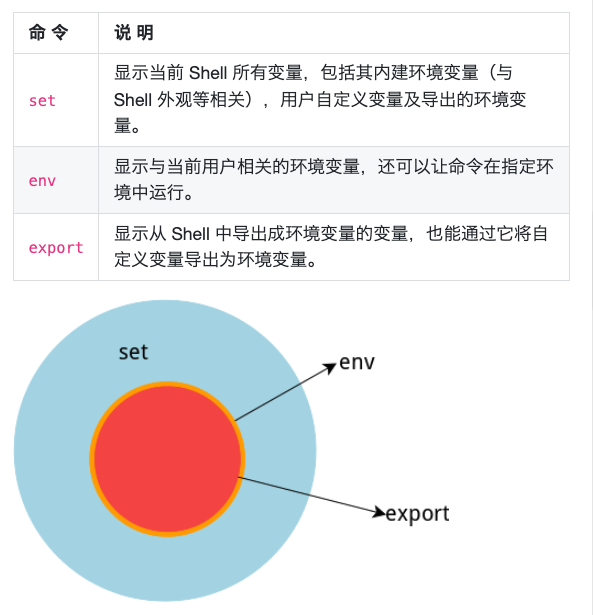 命 令 说 明
set 显示当前 Shell 所有变量，包括其内建环境变量（与
Shell 外观等相关），用户自定义变量及导出的环境变
量。
env 显示与当前用户相关的环境变量，还可以让命令在指定环
境中运行。
export 显示从 Shell 中导出成环境变量的变量，也能通过它将自
定义变量导出为环境变量。
set
env
export